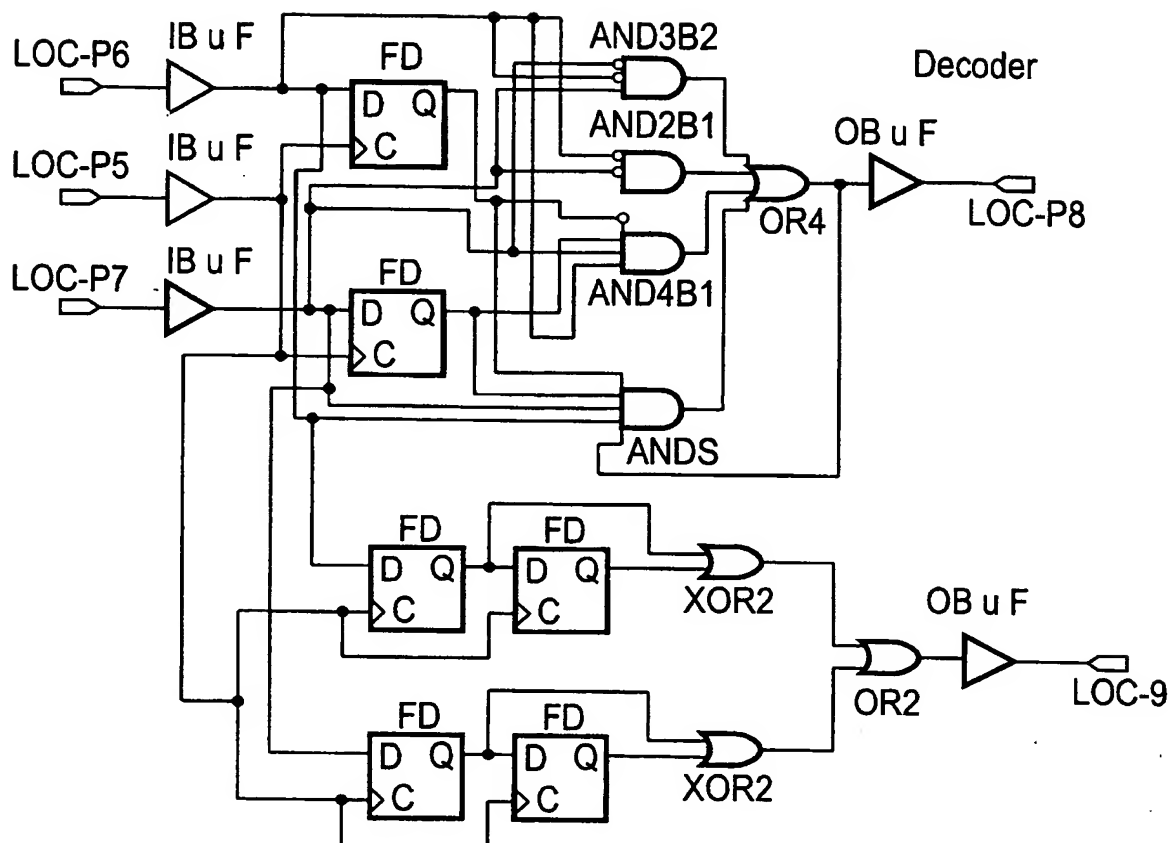 IB u F
LOC-P6
FD
AND3B2
Decoder
D Q
C
AND2B1
IB u F
LOC-P5
OB u F
OR4
LOC-P8
IB u F
LOC-P7
FD
AND4B1
D Q
C
ANDS
FD
FD
D Q
D Q
C
C
XOR2
OB u F
OR2
LOC-9
FD
FD
D Q
D Q
C
C
XOR2